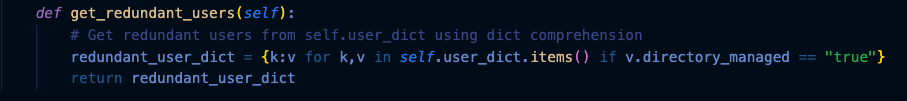 def get_redundant_users(self):
# Get redundant users from self.user_dict using dict comprehension
redundant_user_dict = {k:v for k,v in self.user_dict.items() if v.directory_managed == "true"}
return redundant_user_dict